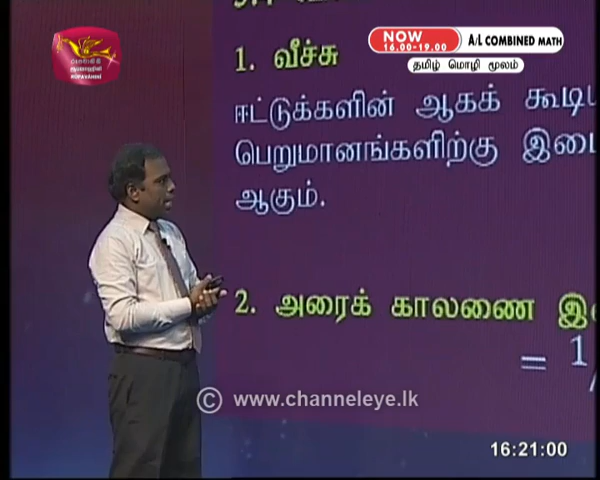 NOW
16.00-19.00
A/L COMBINED MATH
தமிழ் மொழி மூலம்
1. வீச்சு
ஈட்டுக்களின் ஆகக்
பெறுமானங்களிற்கு
ஆகும்.
2. அரைக் காலணை
= 1/
© www.channeleye.lk
16:21:00